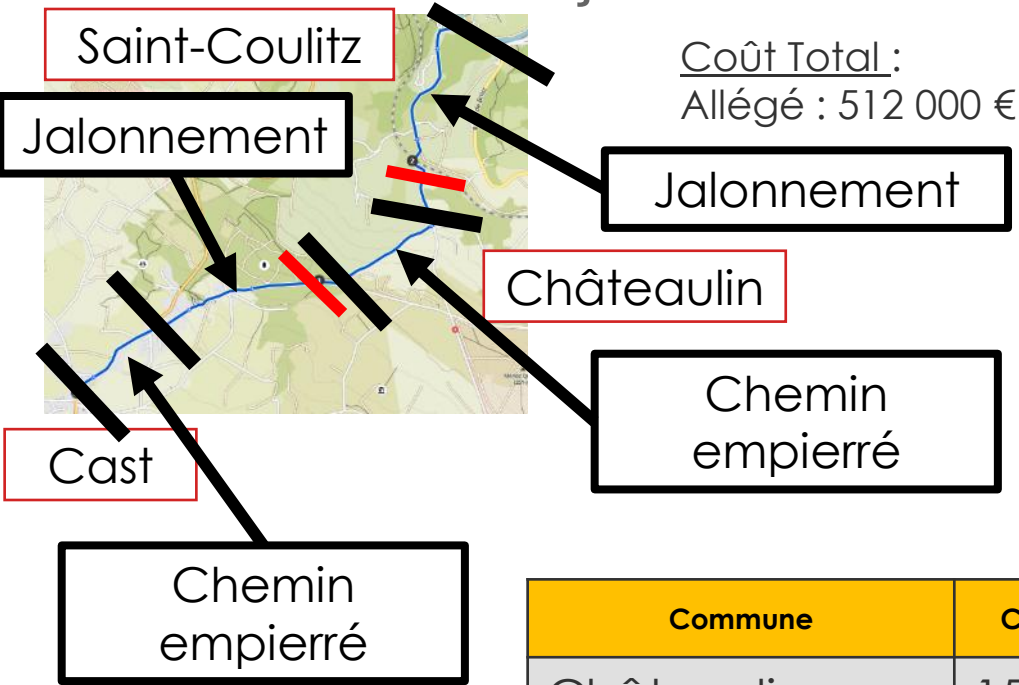 Saint-Coulitz
Coût Total :
Allégé : 512 000 €
Jalonnement
Jalonnement
Châteaulin
Chemin
empierré
Cast
Chemin
empierré
Commune